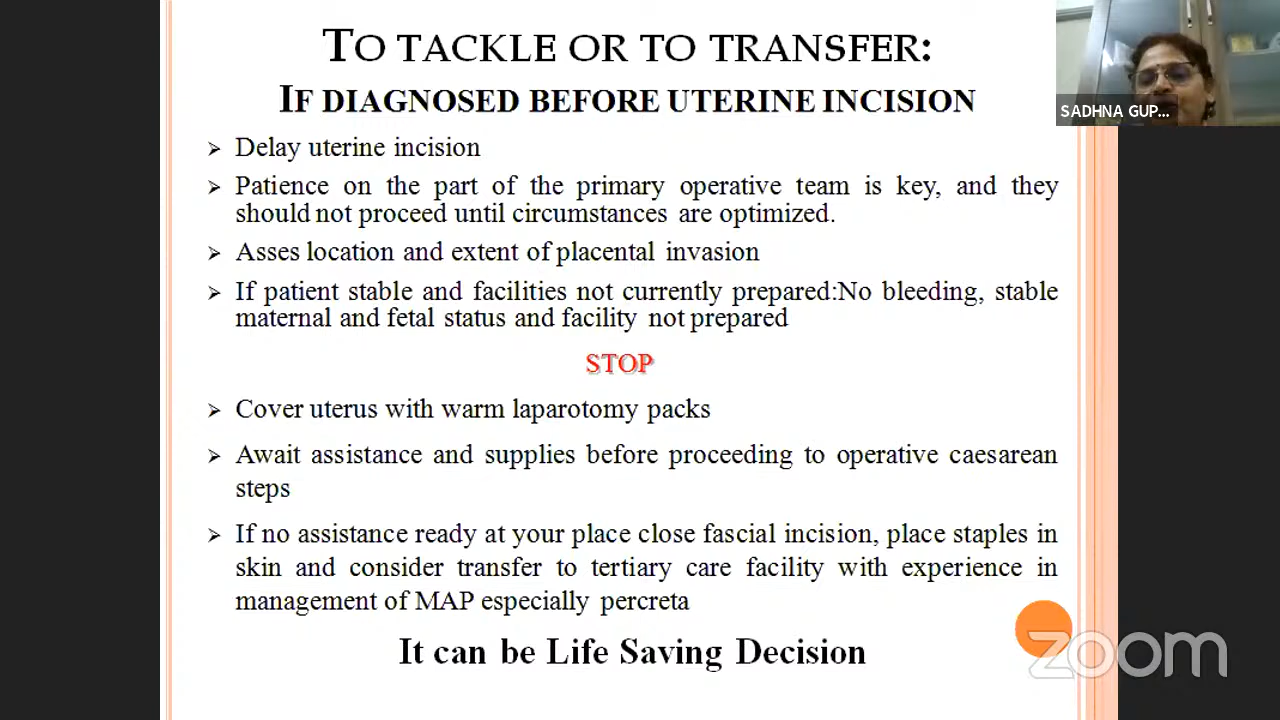 TO TACKLE OR TO TRANSFER:
IF DIAGNOSED BEFORE UTERINE INCISION
SADHNA GUP...
➢ Delay uterine incision
➢ Patience on the part of the primary operative team is key, and they
should not proceed until circumstances are optimized.
➢ Asses location and extent of placental invasion
➢ If patient stable and facilities not currently prepared:No bleeding, stable
maternal and fetal status and facility not prepared
STOP
➢ Cover uterus with warm laparotomy packs
➢ Await assistance and supplies before proceeding to operative caesarean
steps
➢ If no assistance ready at your place close fascial incision, place staples in
skin and consider transfer to tertiary care facility with experience in
management of MAP especially percreta
It can be Life Saving Decision
zoom